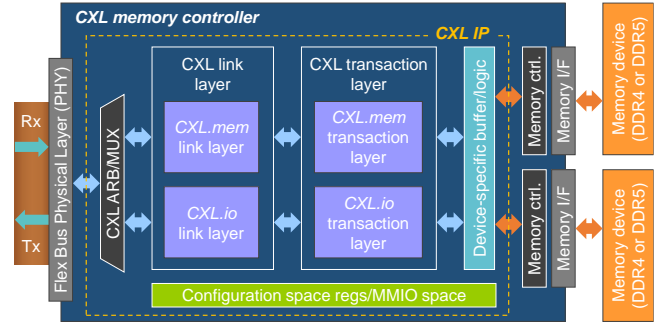 CXL memory controller
CXL IP
Rx
Tx
Flex Bus Physical Layer (PHY)
CXL ARB/MUX
CXL link
layer
CXL.mem
link layer
CXL.io
link layer
CXL transaction
layer
CXL.mem
transaction
layer
CXL.io
transaction
layer
Device-specific buffer/logic
Configuration space regs/MMIO space
Memory ctrl.
Memory I/F
Memory device
(DDR4 or DDR5)
Memory ctrl.
Memory I/F
Memory device
(DDR4 or DDR5)